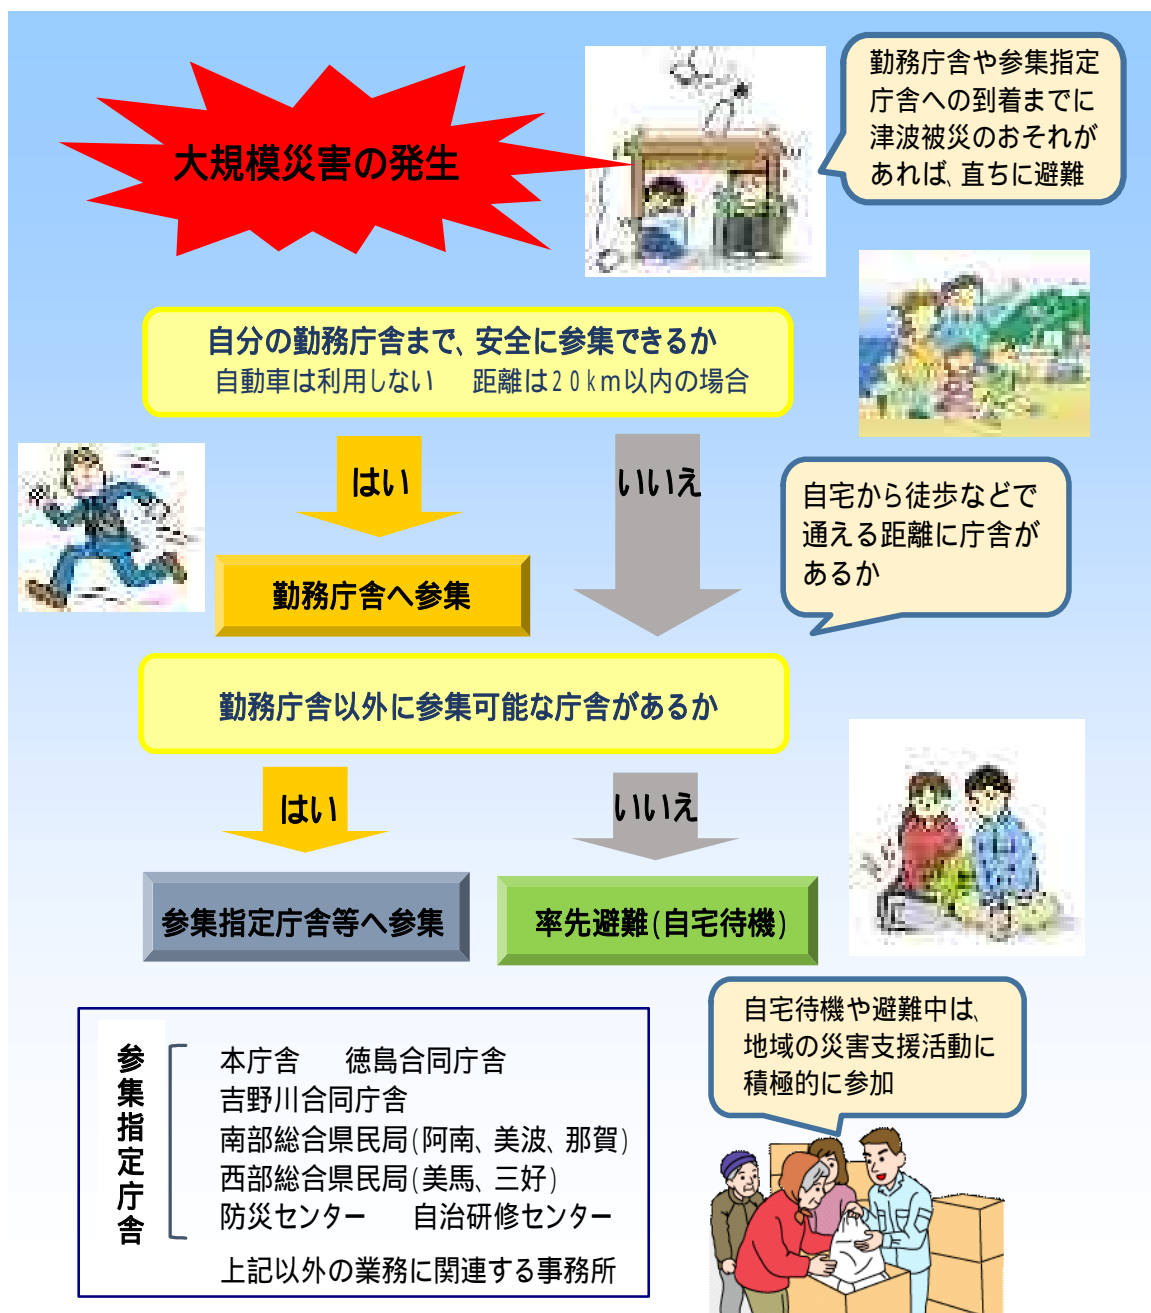 大規模災害の発生
勤務庁舎や参集指定
庁舎への到着までに
津波被災のおそれが
あれば、直ちに避難
自分の勤務庁舎まで、安全に参集できるか
自動車は利用しない　距離は20km以内の場合
はい
いいえ
勤務庁舎へ参集
自宅から徒歩などで
通える距離に庁舎が
あるか
勤務庁舎以外に参集可能な庁舎があるか
はい
いいえ
参集指定庁舎等へ参集
率先避難(自宅待機)
自宅待機や避難中は、
地域の災害支援活動に
積極的に参加
参集指定庁舎
本庁舎　徳島合同庁舎
吉野川合同庁舎
南部総合県民局(阿南、美波、那賀)
西部総合県民局(美馬、三好)
防災センター　自治研修センター
上記以外の業務に関連する事務所